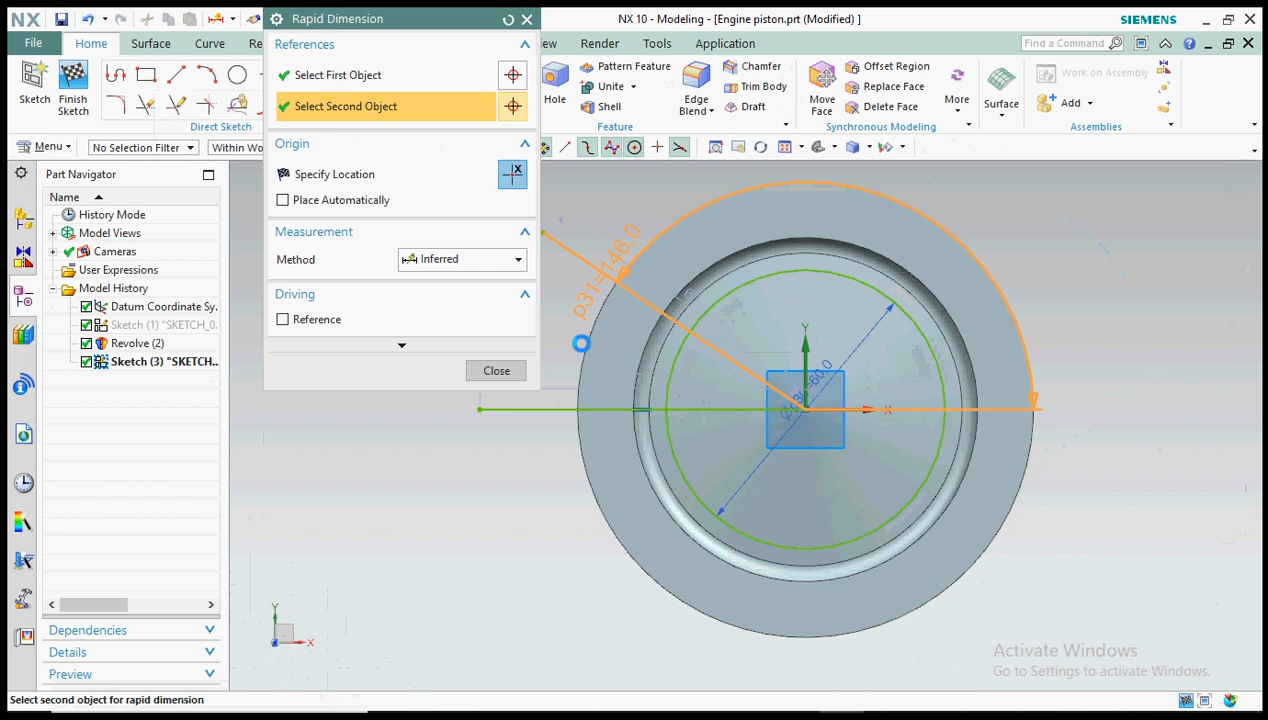 NX
Rapid Dimension
NX 10 - Modeling - [Engine piston.prt (Modified) ]
SIEMENS
File
Home
Surface
Curve
Re
ew
Render
Tools
Application
Find a Command
Sketch
Finish Sketch
Direct Sketch
References
Select First Object
Select Second Object
Origin
Specify Location
Place Automatically
Measurement
Method
Inferred
Driving
Reference
Close
Hole
Pattern Feature
Unite
Shell
Edge Blend
Chamfer
Trim Body
Draft
Feature
Move Face
Offset Region
Replace Face
Delete Face
Synchronous Modeling
More
Surface
Work on Assembly
Add
Assemblies
Menu
No Selection Filter
Within Wo
Part Navigator
Name
History Mode
Model Views
Cameras
User Expressions
Model History
Datum Coordinate Sy.
Sketch (1) "SKETCH_0.
Revolve (2)
Sketch (3) "SKETCH...
Dependencies
Details
Preview
p31=146,0
Y
X
Y
X
Activate Windows
Go to Settings to activate Windows.
Select second object for rapid dimension